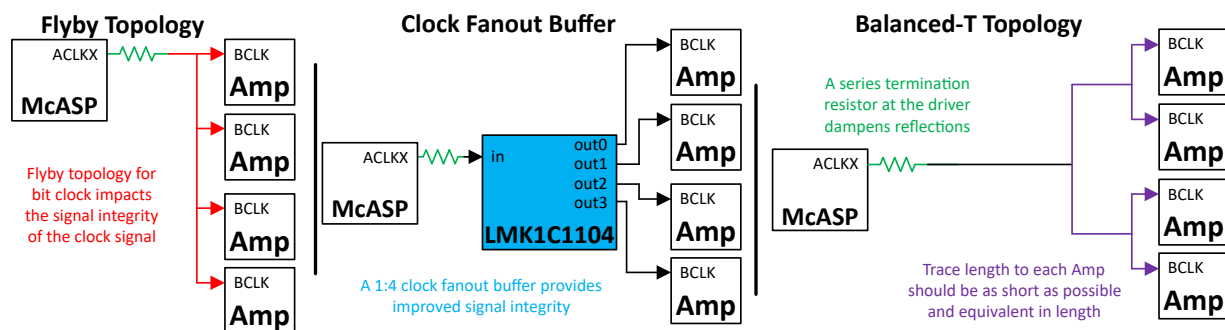 Flyby Topology
ACLKX
McASP
BCLK
Amp
BCLK
Amp
BCLK
Amp
BCLK
Amp
Flyby topology for
bit clock impacts
the signal integrity
of the clock signal
Clock Fanout Buffer
ACLKX
McASP
in
out0
out1
out2
out3
LMK1C1104
BCLK
Amp
BCLK
Amp
BCLK
Amp
BCLK
Amp
A 1:4 clock fanout buffer provides
improved signal integrity
Balanced-T Topology
A series termination
resistor at the driver
dampens reflections
ACLKX
McASP
BCLK
Amp
BCLK
Amp
BCLK
Amp
BCLK
Amp
Trace length to each Amp
should be as short as possible
and equivalent in length